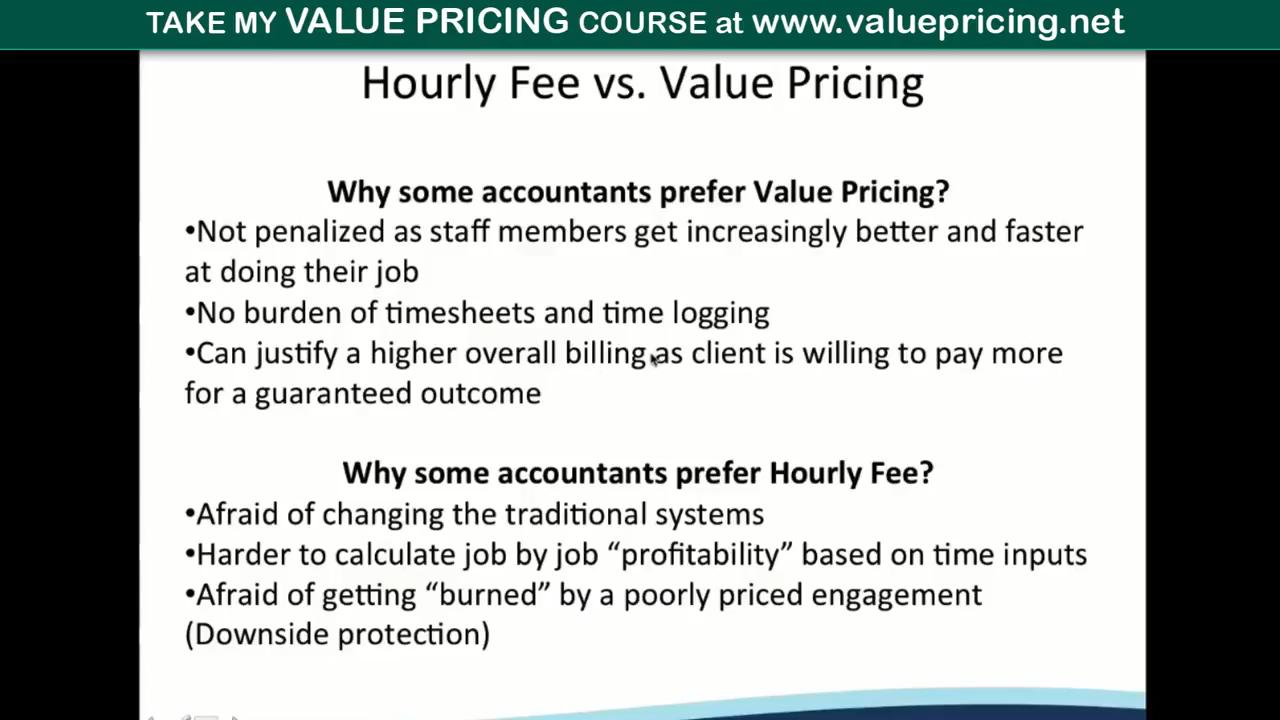 TAKE MY VALUE PRICING COURSE at www.valuepricing.net
Hourly Fee vs. Value Pricing
Why some accountants prefer Value Pricing?
•Not penalized as staff members get increasingly better and faster
at doing their job
•No burden of timesheets and time logging
•Can justify a higher overall billing as client is willing to pay more
for a guaranteed outcome
Why some accountants prefer Hourly Fee?
•Afraid of changing the traditional systems
•Harder to calculate job by job “profitability” based on time inputs
•Afraid of getting “burned” by a poorly priced engagement
(Downside protection)